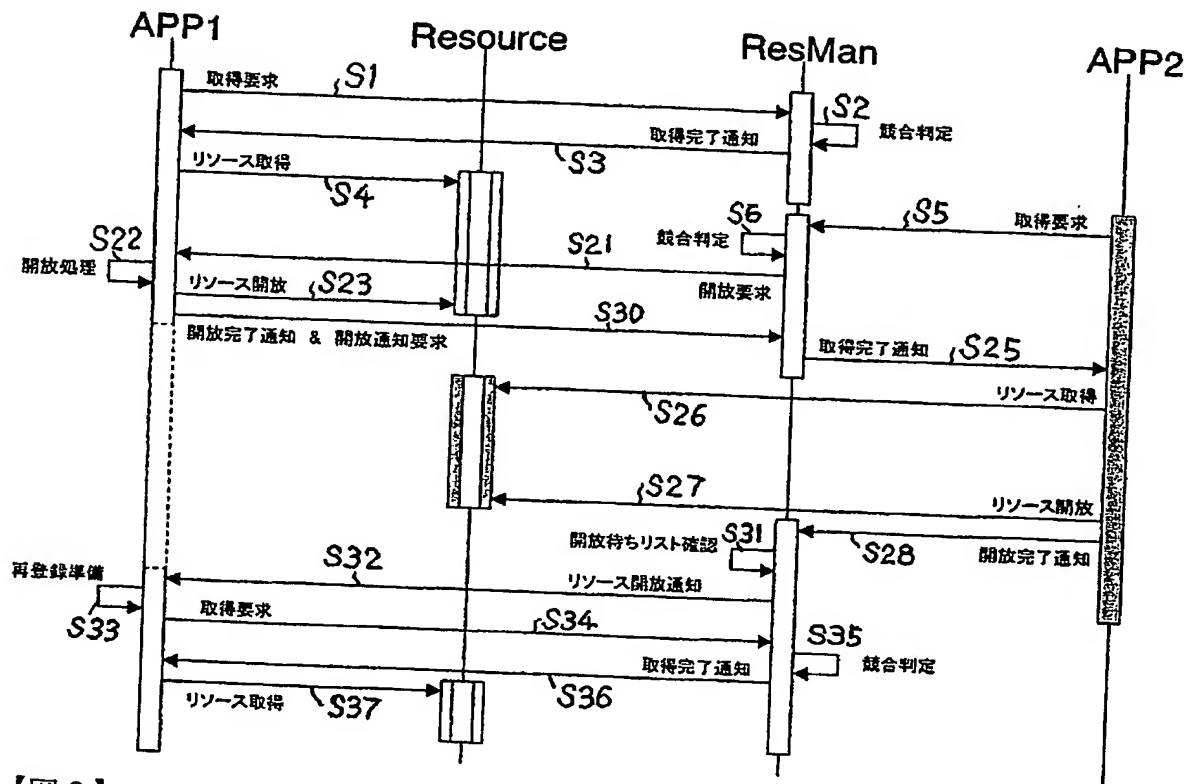 APP1
Resource
ResMan
APP2
取得要求 S1
S2
競合判定
取得完了通知
S3
リソース取得
S4
S6
競合判定
S5
取得要求
S22
開放処理
S21
開放要求
リソース開放 S23
S30
開放完了通知 & 開放通知要求
取得完了通知 S25
リソース取得
S26
S27
リソース開放
開放待ちリスト確認 S31
S28
開放完了通知
S32
リソース開放通知
再登録準備
S33
取得要求
S34
S35
競合判定
取得完了通知
S36
リソース取得 S37